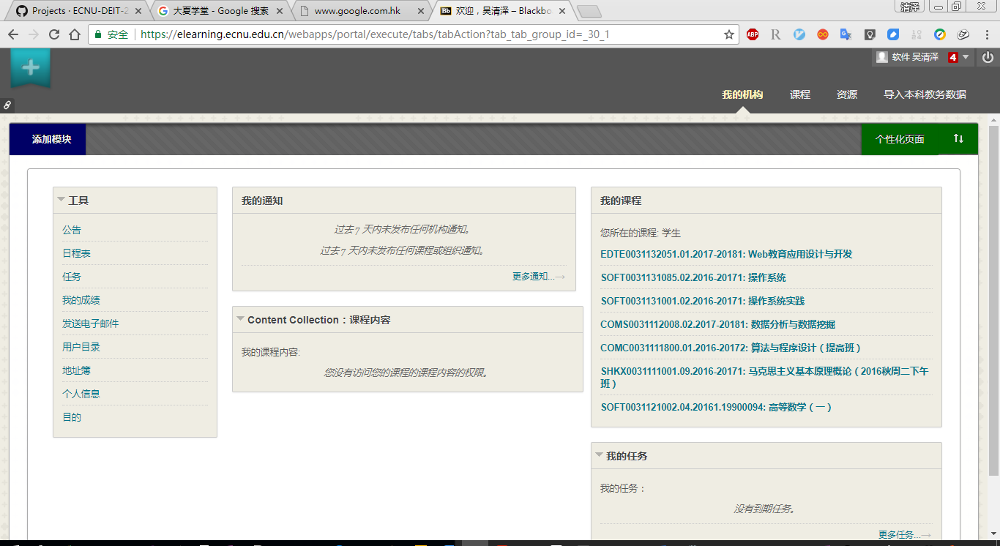 Projects · ECNU-DEIT-2
大夏学堂 - Google 搜索
www.google.com.hk
欢迎，吴清泽 – Blackbo
清泽
安全
https://elearning.ecnu.edu.cn/webapps/portal/execute/tabs/tabAction?tab_tab_group_id=_30_1
软件 吴清泽 4
我的机构 课程 资源 导入本科教务数据
添加模块
个性化页面
工具
公告
日程表
任务
我的成绩
发送电子邮件
用户目录
地址簿
个人信息
目的
我的通知
过去 7 天内未发布任何机构通知。
过去 7 天内未发布任何课程或组织通知。
更多通知...→
Content Collection：课程内容
我的课程内容:
您没有访问您的课程的课程内容的权限。
我的课程
您所在的课程: 学生
EDTE0031132051.01.2017-20181: Web教育应用设计与开发
SOFT0031131085.02.2016-20171: 操作系统
SOFT0031131001.02.2016-20171: 操作系统实践
COMS0031112008.02.2017-20181: 数据分析与数据挖掘
COMC0031111800.01.2016-20172: 算法与程序设计（提高班）
SHKX0031111001.09.2016-20171: 马克思主义基本原理概论（2016秋周二下午
班）
SOFT0031121002.04.20161.19900094: 高等数学（一）
我的任务
我的任务：
没有到期任务。
更多任务...→